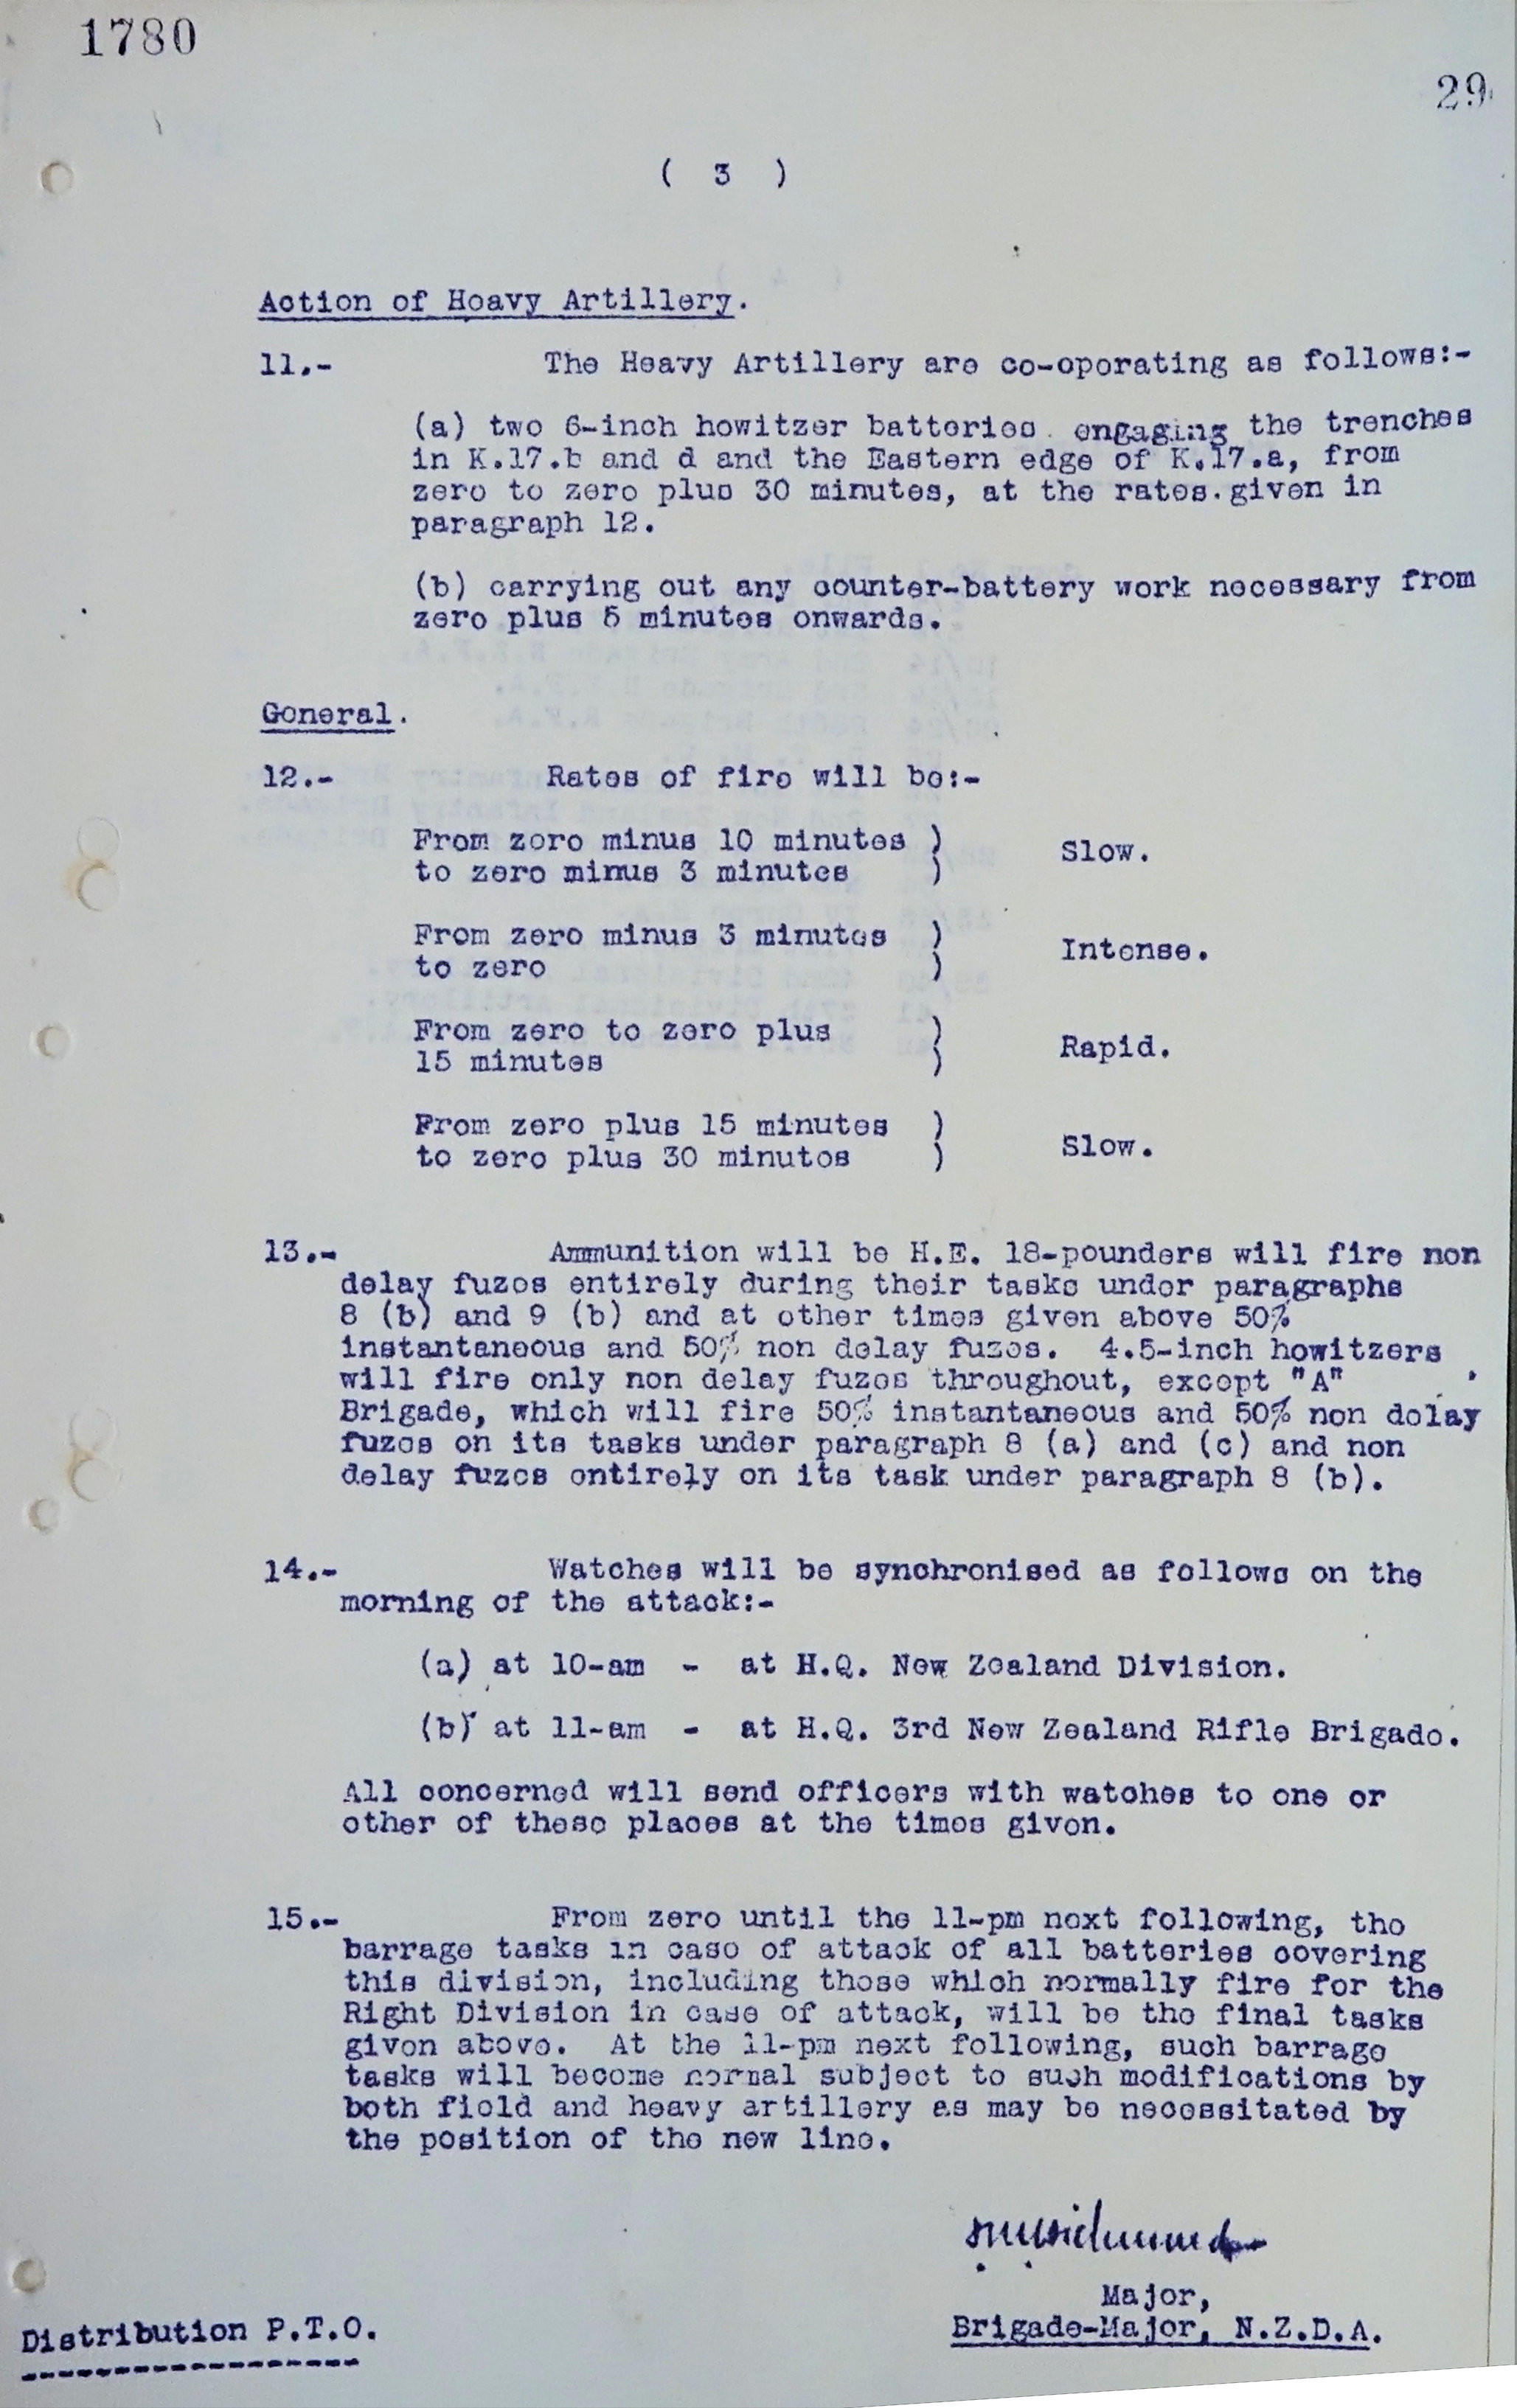 1780
29
( 3 )
Action of Heavy Artillery.
11.- The Heavy Artillery are co-operating as follows:-
(a) two 6-inch howitzer batteries engaging the trenches
in K.17.b and d and the Eastern edge of K.17.a, from
zero to zero plus 30 minutes, at the rates given in
paragraph 12.
(b) carrying out any counter-battery work necessary from
zero plus 5 minutes onwards.
General.
12.- Rates of fire will be:-
From zero minus 10 minutes )
to zero minus 3 minutes ) Slow.
From zero minus 3 minutes )
to zero ) Intense.
From zero to zero plus )
15 minutes ) Rapid.
From zero plus 15 minutes )
to zero plus 30 minutes ) Slow.
13.- Ammunition will be H.E. 18-pounders will fire non
delay fuzes entirely during their tasks under paragraphs
8 (b) and 9 (b) and at other times given above 50%
instantaneous and 50% non delay fuzes. 4.5-inch howitzers
will fire only non delay fuzes throughout, except "A"
Brigade, which will fire 50% instantaneous and 50% non delay
fuzes on its tasks under paragraph 8 (a) and (c) and non
delay fuzes entirely on its task under paragraph 8 (b).
14.- Watches will be synchronised as follows on the
morning of the attack:-
(a) at 10-am - at H.Q. New Zealand Division.
(b) at 11-am - at H.Q. 3rd New Zealand Rifle Brigade.
All concerned will send officers with watches to one or
other of these places at the times given.
15.- From zero until the 11-pm next following, the
barrage tasks in case of attack of all batteries covering
this division, including those which normally fire for the
Right Division in case of attack, will be the final tasks
given above. At the 11-pm next following, such barrage
tasks will become normal subject to such modifications by
both field and heavy artillery as may be necessitated by
the position of the new line.
Major,
Brigade-Major, N.Z.D.A.
Distribution P.T.O.